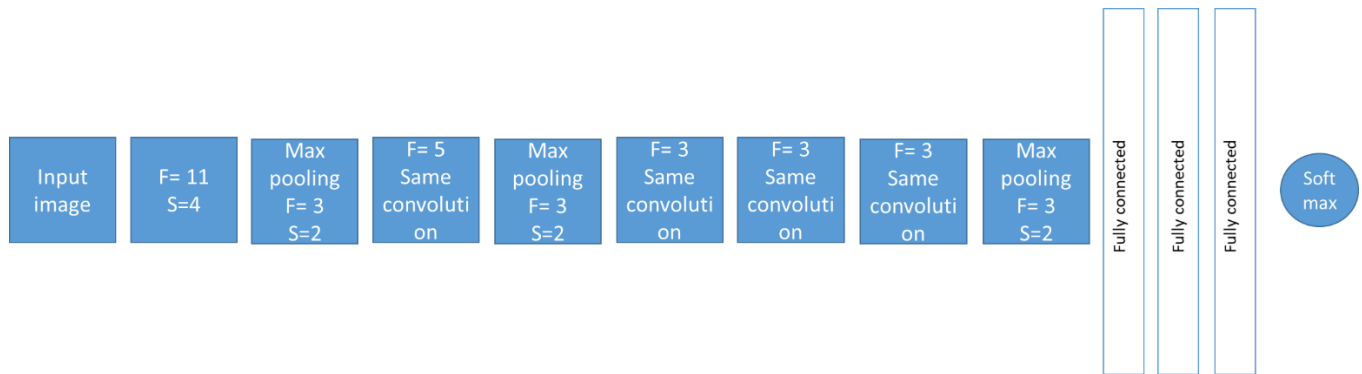 Input
image
F= 11
S=4
Max
pooling
F= 3
S=2
F= 5
Same
convoluti
on
Max
pooling
F= 3
S=2
F= 3
Same
convoluti
on
F= 3
Same
convoluti
on
F= 3
Same
convoluti
on
Max
pooling
F= 3
S=2
Fully connected
Fully connected
Fully connected
Soft
max